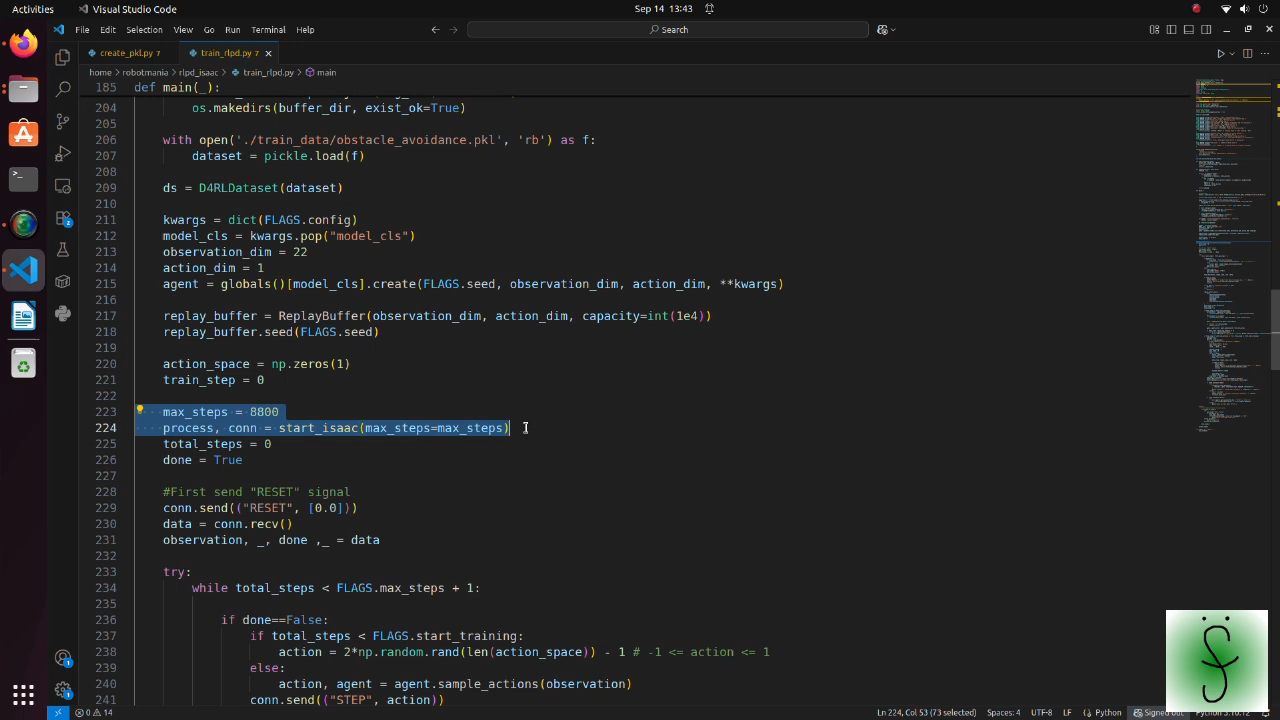 Activities
Visual Studio Code
Sep 14 13:43
File Edit Selection View Go Run Terminal Help
Search
create_pkl.py 7
train_rlpd.py 7
home > robotmania > rlpd_isaac > train_rlpd.py > main
185 def main(_):
204 os.makedirs(buffer_dir, exist_ok=True)
205
206 as f:
207 dataset = pickle.load(f)
208
209 ds = D4RLDataset(dataset)
210
211 kwargs = dict(FLAGS.config)
212 model_cls = kwargs.pop("model_cls")
213 observation_dim = 22
214 action_dim = 1
215 agent = globals()[model_cls].create(FLAGS.seed, observation_dim, action_dim, **kwargs)
216
217 replay_buffer = ReplayBuffer(observation_dim, action_dim, capacity=int(1e4))
218 replay_buffer.seed(FLAGS.seed)
219
220 action_space = np.zeros(1)
221 train_step = 0
222
223 max_steps = 8800
224 process, conn = start_isaac(max_steps=max_steps)
225 total_steps = 0
226 done = True
227
228 #First send "RESET" signal
229 conn.send(("RESET", [0.0]))
230 data = conn.recv()
231 observation, _, done ,_ = data
232
233 try:
234 while total_steps < FLAGS.max_steps + 1:
235
236 if done==False:
237 if total_steps < FLAGS.start_training:
238 action = 2*np.random.rand(len(action_space)) - 1 # -1 <= action <= 1
239 else:
240 action, agent = agent.sample_actions(observation)
241 conn.send(("STEP", action))
0 14
Ln 224, Col 53 (73 selected)
Spaces: 4
UTF-8
LF
Python
Signed out